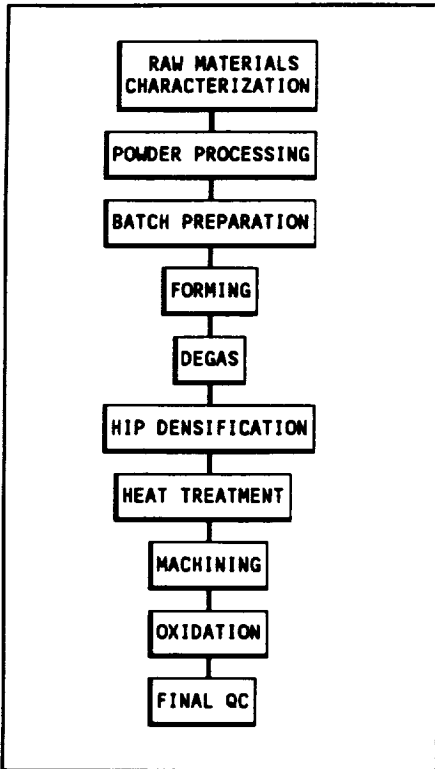 RAW MATERIALS
CHARACTERIZATION
POWDER PROCESSING
BATCH PREPARATION
FORMING
DEGAS
HIP DENSIFICATION
HEAT TREATMENT
MACHINING
OXIDATION
FINAL QC